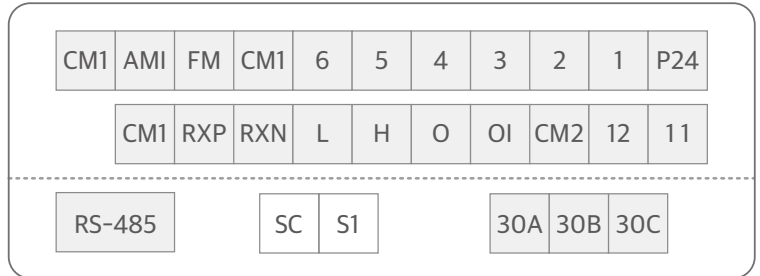 CM1 AMI FM CM1 6 5 4 3 2 1 P24
CM1 RXP RXN L H O OI CM2 12 11
RS-485 SC S1 30A 30B 30C